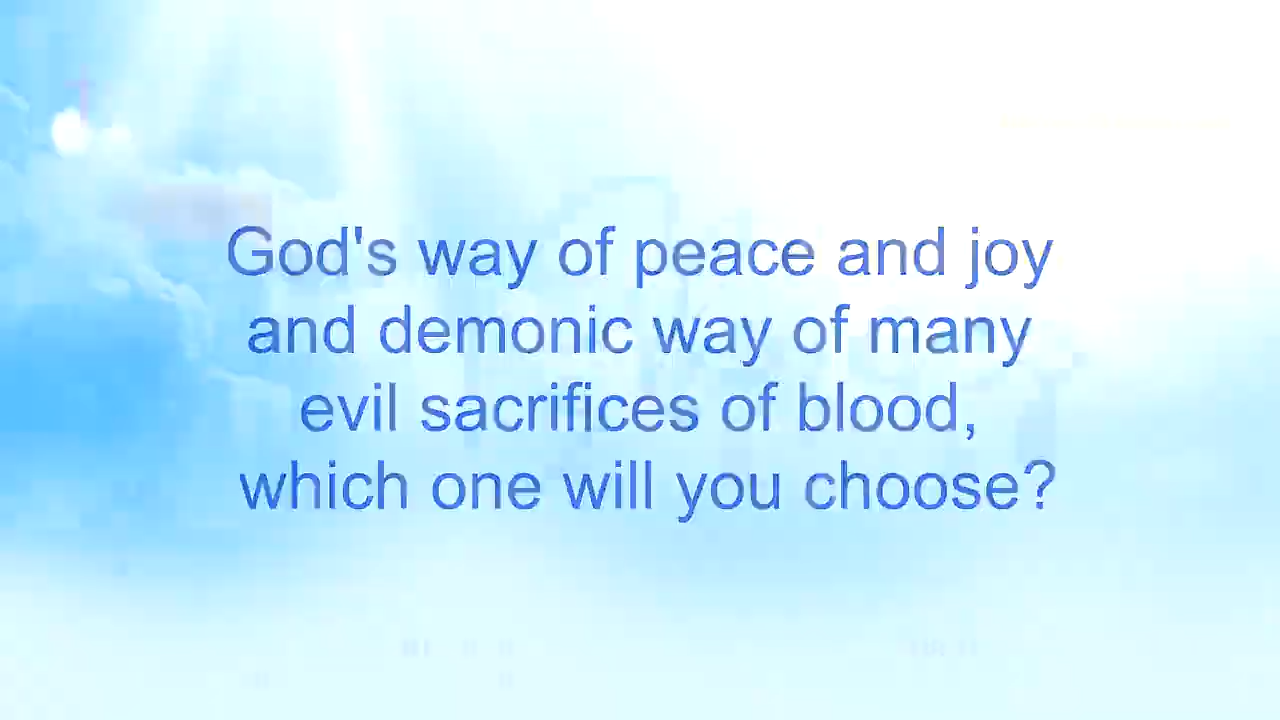 God's way of peace and joy
and demonic way of many
evil sacrifices of blood,
which one will you choose?